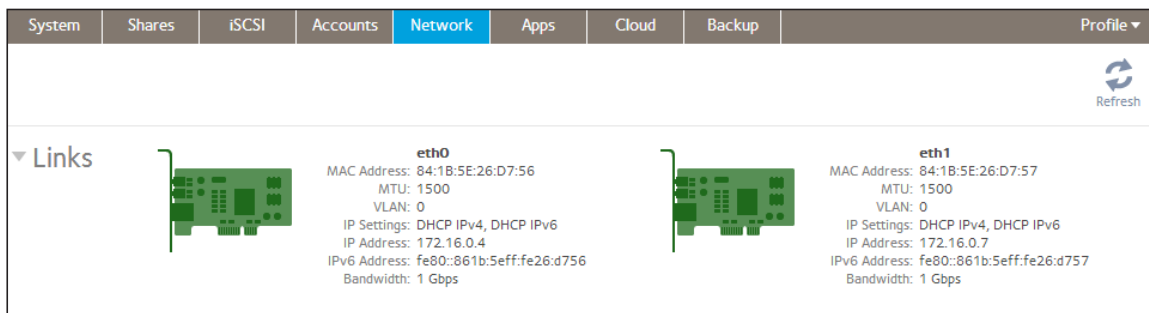 System Shares iSCSI Accounts Network Apps Cloud Backup Profile
Refresh
Links
eth0
MAC Address: 84:1B:5E:26:D7:56
MTU: 1500
VLAN: 0
IP Settings: DHCP IPv4, DHCP IPv6
IP Address: 172.16.0.4
IPv6 Address: fe80::861b:5eff:fe26:d756
Bandwidth: 1 Gbps
eth1
MAC Address: 84:1B:5E:26:D7:57
MTU: 1500
VLAN: 0
IP Settings: DHCP IPv4, DHCP IPv6
IP Address: 172.16.0.7
IPv6 Address: fe80::861b:5eff:fe26:d757
Bandwidth: 1 Gbps